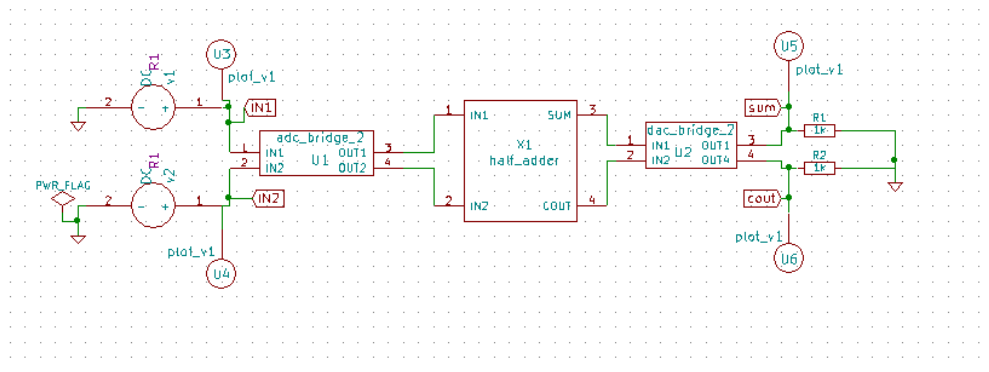 U3
plot_v1
DC
R1
v1
2
-
+
1
IN1
adc_bridge_2
1
IN1
OUT1
3
2
IN2
U1
OUT2
4
DC
R1
v2
PWR_FLAG
2
-
+
1
IN2
plot_v1
U4
1
IN1
SUM
3
X1
half_adder
2
IN2
COUT
4
U5
plot_v1
sum
dac_bridge_2
1
IN1
OUT1
3
2
IN2
U2
OUT4
4
R1
1k
R2
1k
cout
plot_v1
U6